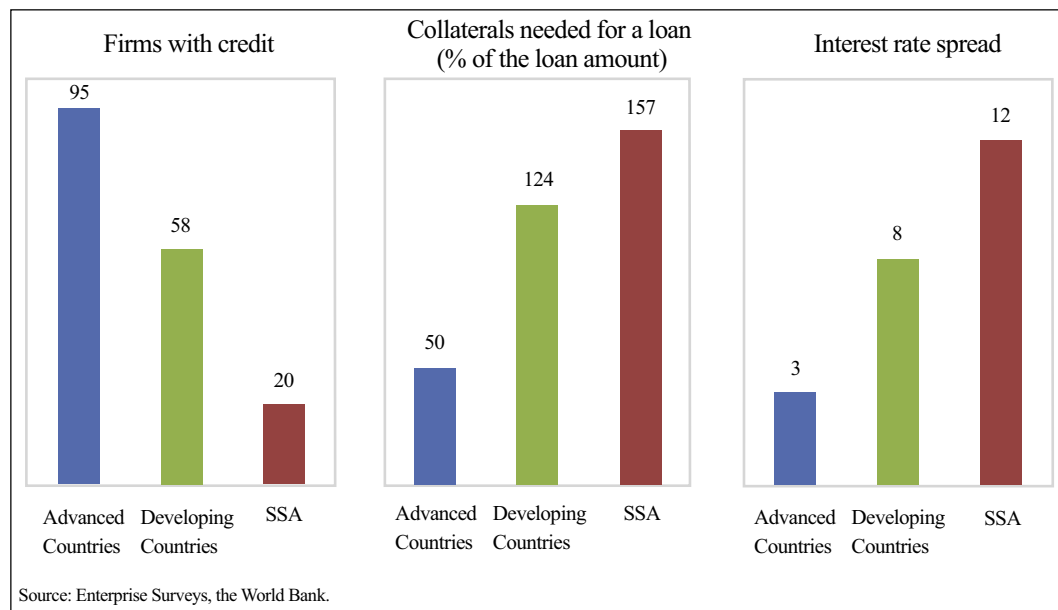 Firms with credit
95
58
20
Advanced
Countries
Developing
Countries
SSA
Collaterals needed for a loan
(% of the loan amount)
50
124
157
Advanced
Countries
Developing
Countries
SSA
Interest rate spread
3
8
12
Advanced
Countries
Developing
Countries
SSA
Source: Enterprise Surveys, the World Bank.